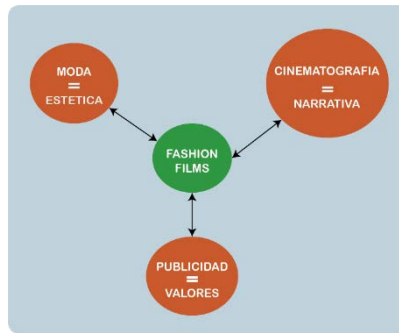 MODA
=
ESTETICA
CINEMATOGRAFIA
=
NARRATIVA
FASHION
FILMS
PUBLICIDAD
=
VALORES